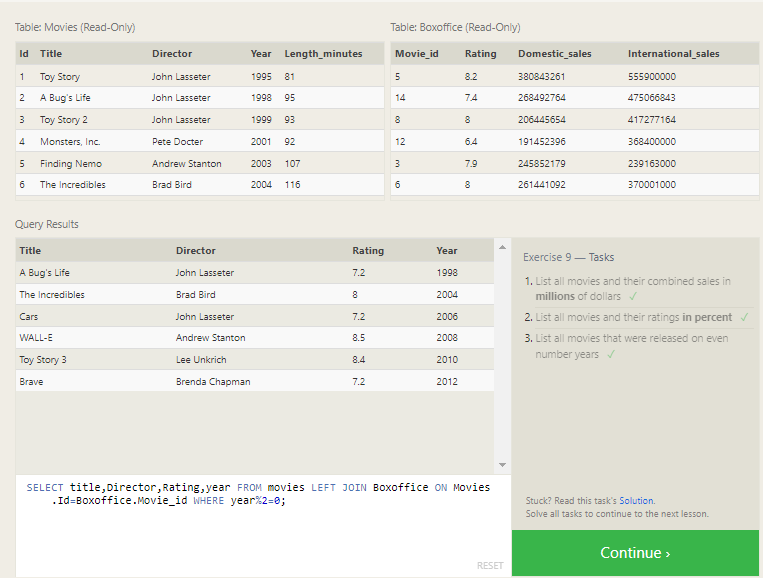 Table: Movies (Read-Only)
Id Title Director Year Length_minutes
1 Toy Story John Lasseter 1995 81
2 A Bug's Life John Lasseter 1998 95
3 Toy Story 2 John Lasseter 1999 93
4 Monsters, Inc. Pete Docter 2001 92
5 Finding Nemo Andrew Stanton 2003 107
6 The Incredibles Brad Bird 2004 116
Table: Boxoffice (Read-Only)
Movie_id Rating Domestic_sales International_sales
5 8.2 380843261 555900000
14 7.4 268492764 475066843
8 8 206445654 417277164
12 6.4 191452396 368400000
3 7.9 245852179 239163000
6 8 261441092 370001000
Query Results
Title Director Rating Year
A Bug's Life John Lasseter 7.2 1998
The Incredibles Brad Bird 8 2004
Cars John Lasseter 7.2 2006
WALL-E Andrew Stanton 8.5 2008
Toy Story 3 Lee Unkrich 8.4 2010
Brave Brenda Chapman 7.2 2012
SELECT title,Director,Rating,year FROM movies LEFT JOIN Boxoffice ON Movies
.Id=Boxoffice.Movie_id WHERE year%2=0;
RESET
Exercise 9 — Tasks
1. List all movies and their combined sales in
millions of dollars ✓
2. List all movies and their ratings in percent ✓
3. List all movies that were released on even
number years ✓
Stuck? Read this task's Solution.
Solve all tasks to continue to the next lesson.
Continue ›